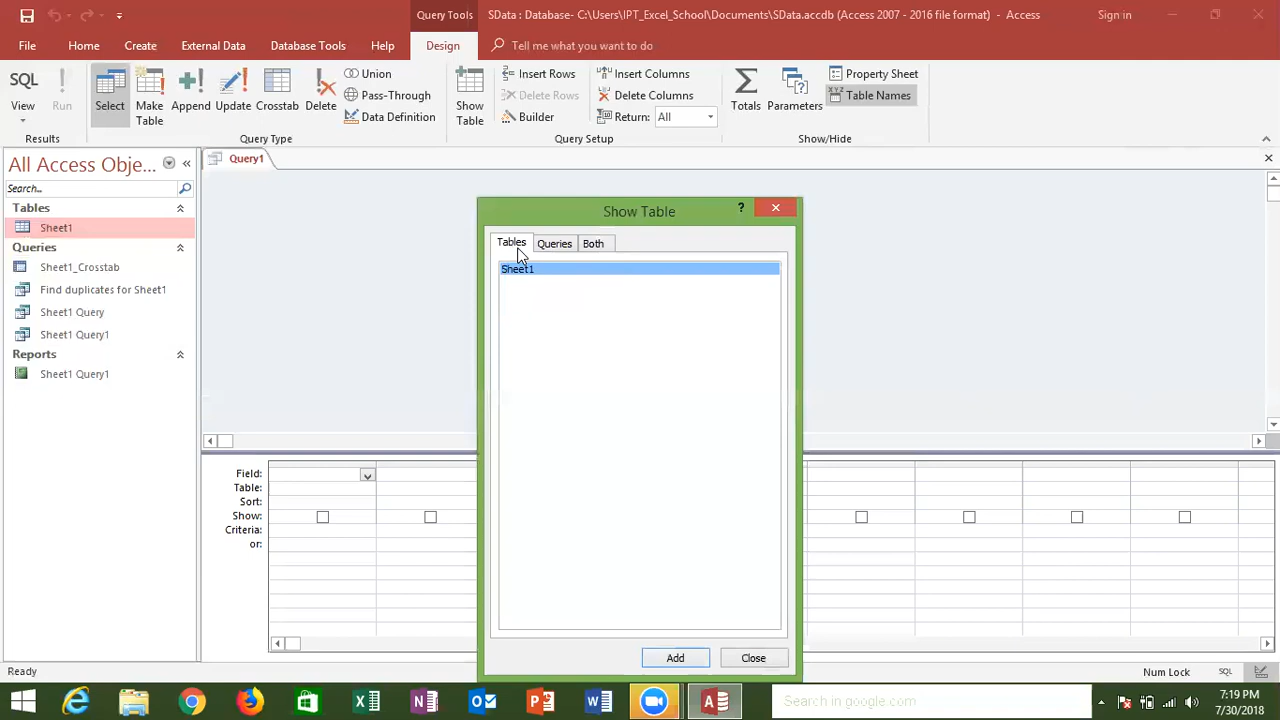 Query Tools
SData : Database- C:\Users\IPT_Excel_School\Documents\SData.accdb (Access 2007 - 2016 file format) - Access
Sign in
File Home Create External Data Database Tools Help Design Tell me what you want to do
SQL
View
Run
Select
Make
Table
Append
Update
Crosstab
Delete
Union
Pass-Through
Data Definition
Show
Table
Insert Rows
Delete Rows
Builder
Insert Columns
Delete Columns
Return: All
Totals
Parameters
Property Sheet
XYZ Table Names
Results
Query Type
Query Setup
Show/Hide
All Access Obje...
Search...
Tables
Sheet1
Queries
Sheet1_Crosstab
Find duplicates for Sheet1
Sheet1 Query
Sheet1 Query1
Reports
Sheet1 Query1
Query1
Show Table
?
Tables Queries Both
Sheet1
Add Close
Field:
Table:
Sort:
Show:
Criteria:
or:
Ready
Num Lock
SQL
Search in google.com
7:19 PM
7/30/2018